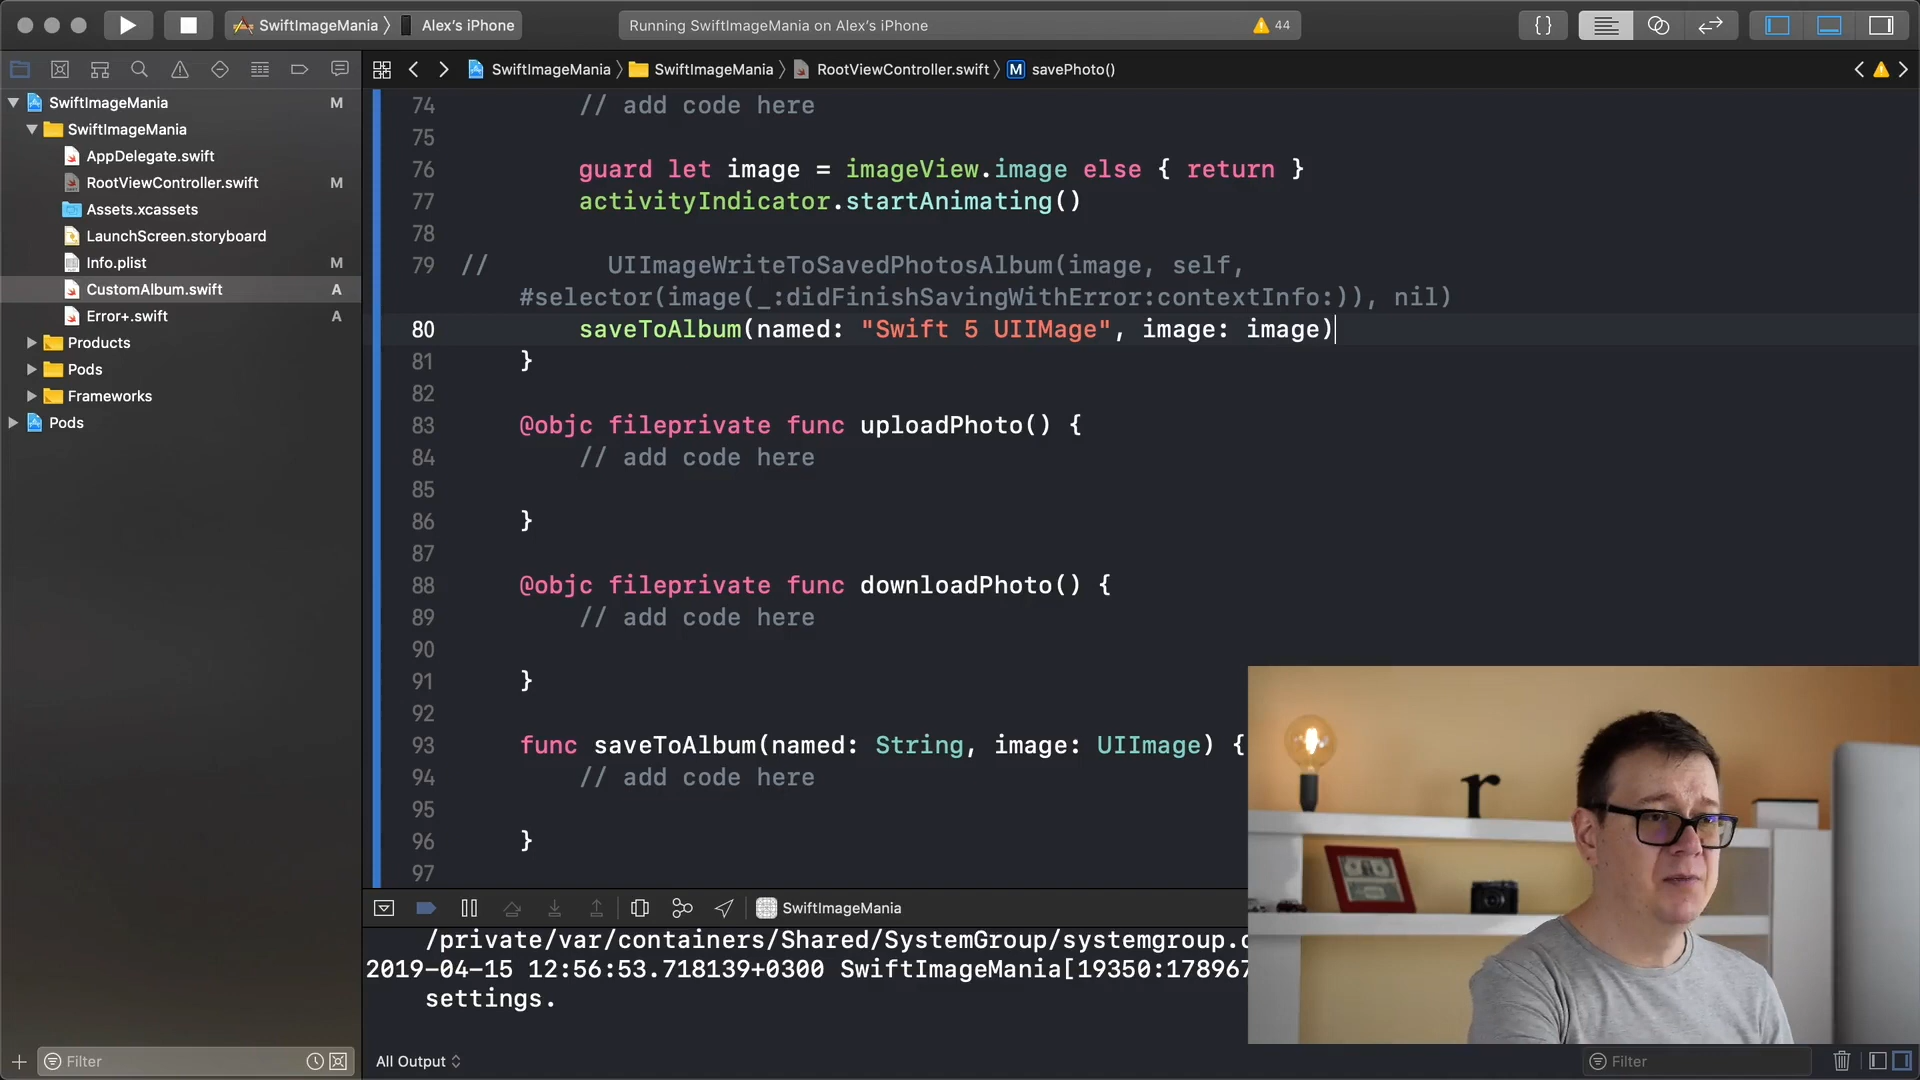 SwiftImageMania
Alex's iPhone
Running SwiftImageMania on Alex's iPhone
44
SwiftImageMania
SwiftImageMania
RootViewController.swift
M
savePhoto()
SwiftImageMania
M
SwiftImageMania
AppDelegate.swift
RootViewController.swift
M
Assets.xcassets
LaunchScreen.storyboard
Info.plist
M
CustomAlbum.swift
A
Error+.swift
A
Products
Pods
Frameworks
Pods
74 // add code here
75
76 guard let image = imageView.image else { return }
77 activityIndicator.startAnimating()
78
79 // UIImageWriteToSavedPhotosAlbum(image, self,
#selector(image(_:didFinishSavingWithError:contextInfo:)), nil)
80 saveToAlbum(named: "Swift 5 UIIMage", image: image)
81 }
82
83 @objc fileprivate func uploadPhoto() {
84 // add code here
85
86 }
87
88 @objc fileprivate func downloadPhoto() {
89 // add code here
90
91 }
92
93 func saveToAlbum(named: String, image: UIImage) {
94 // add code here
95
96 }
97
SwiftImageMania
/private/var/containers/Shared/SystemGroup/systemgroup.
2019-04-15 12:56:53.718139+0300 SwiftImageMania[19350:178967
settings.
Filter
All Output
Filter
r